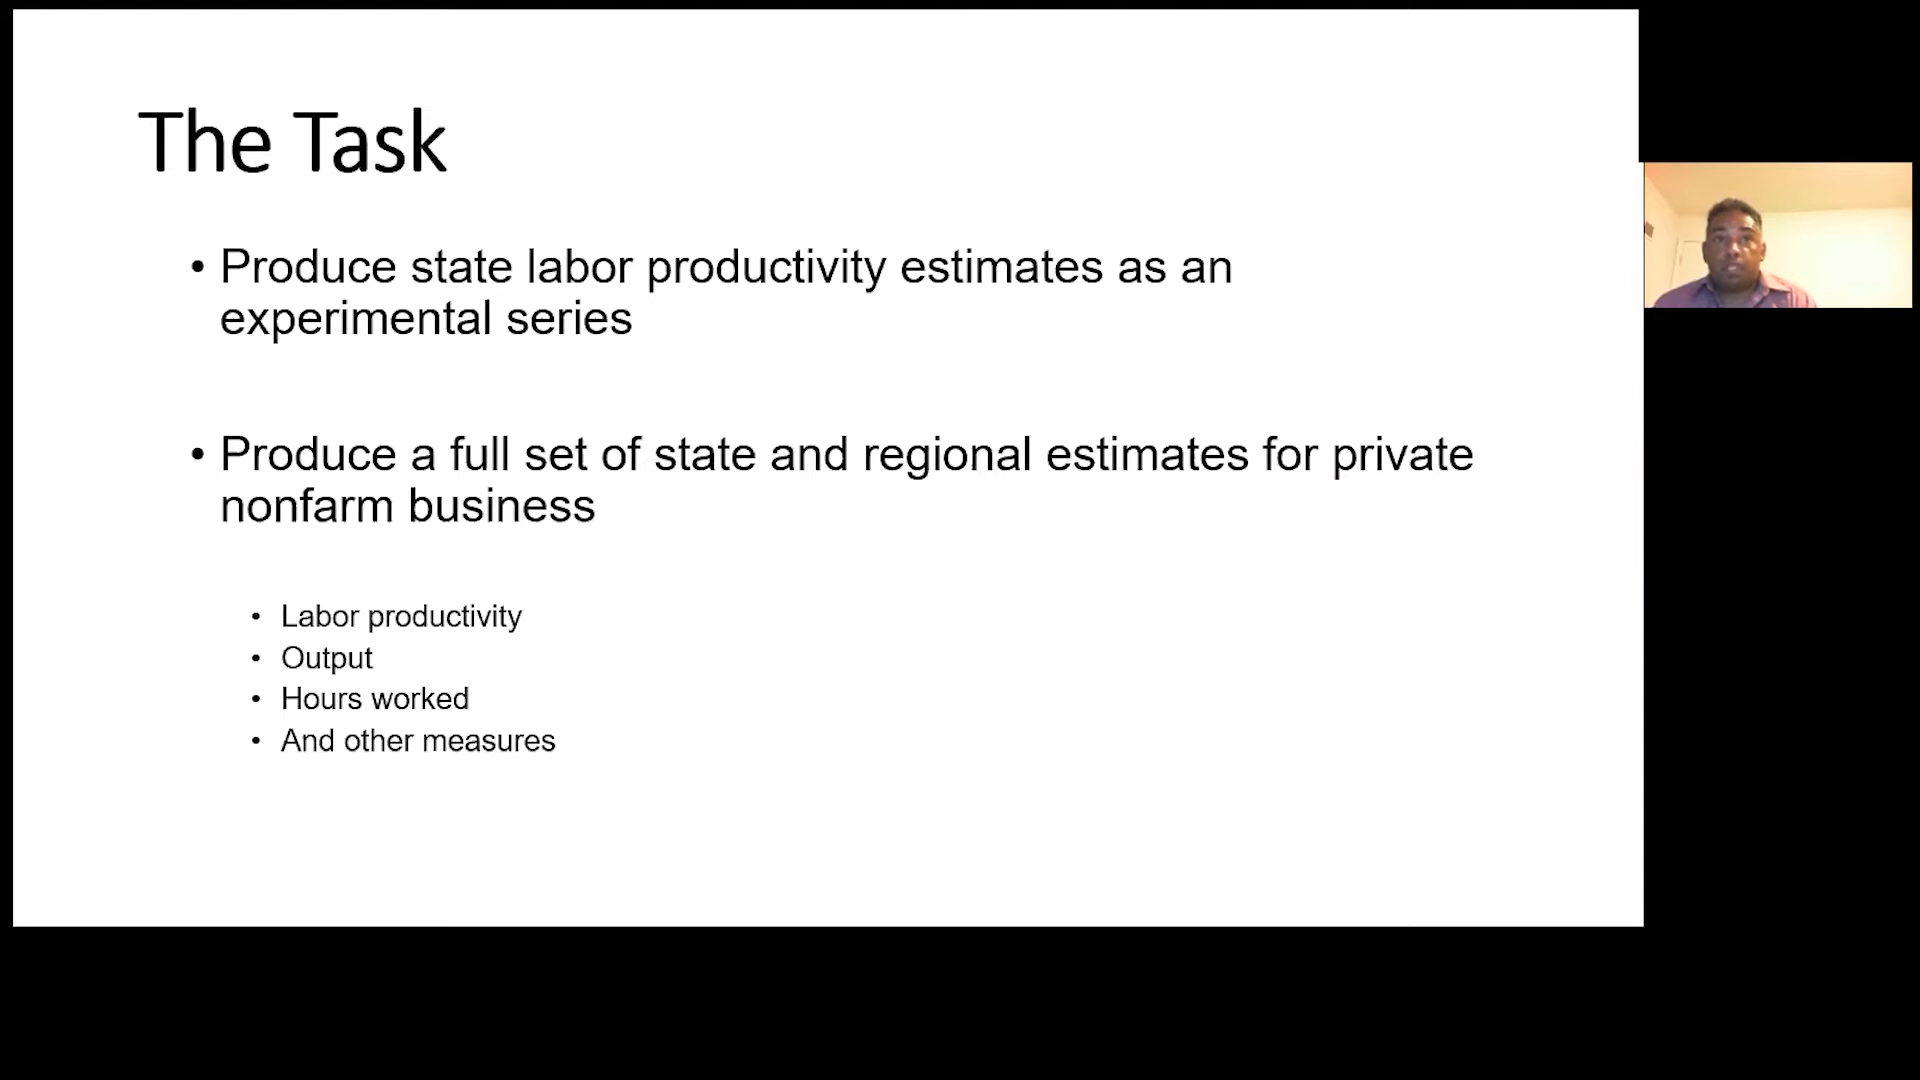 The Task
• Produce state labor productivity estimates as an
experimental series
• Produce a full set of state and regional estimates for private
nonfarm business
• Labor productivity
• Output
• Hours worked
• And other measures